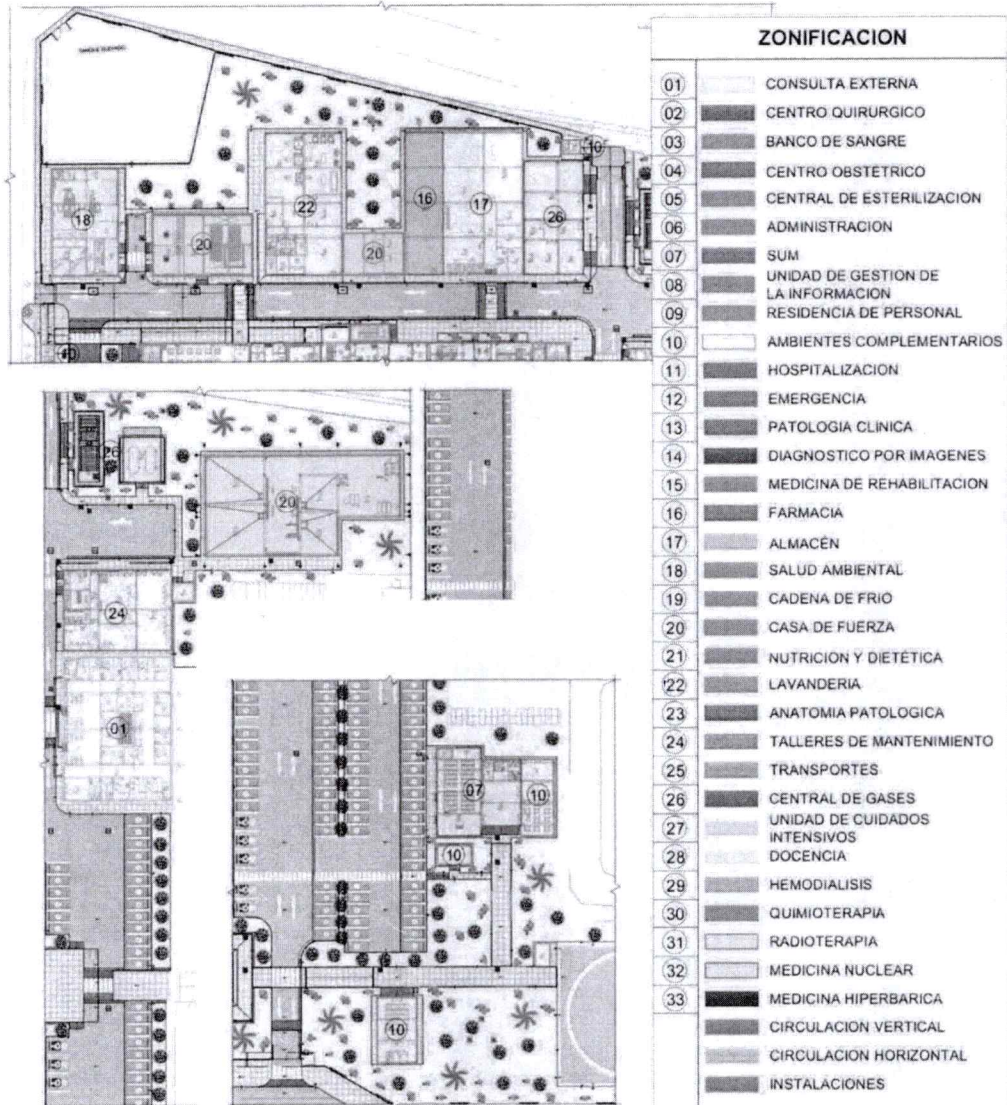 ZONIFICACION
01 CONSULTA EXTERNA
02 CENTRO QUIRURGICO
03 BANCO DE SANGRE
04 CENTRO OBSTETRICO
05 CENTRAL DE ESTERILIZACION
06 ADMINISTRACION
07 SUM
08 UNIDAD DE GESTION DE
LA INFORMACION
09 RESIDENCIA DE PERSONAL
10 AMBIENTES COMPLEMENTARIOS
11 HOSPITALIZACION
12 EMERGENCIA
13 PATOLOGIA CLINICA
14 DIAGNOSTICO POR IMAGENES
15 MEDICINA DE REHABILITACION
16 FARMACIA
17 ALMACÉN
18 SALUD AMBIENTAL
19 CADENA DE FRIO
20 CASA DE FUERZA
21 NUTRICION Y DIETÉTICA
22 LAVANDERIA
23 ANATOMIA PATOLOGICA
24 TALLERES DE MANTENIMIENTO
25 TRANSPORTES
26 CENTRAL DE GASES
27 UNIDAD DE CUIDADOS
INTENSIVOS
28 DOCENCIA
29 HEMODIALISIS
30 QUIMIOTERAPIA
31 RADIOTERAPIA
32 MEDICINA NUCLEAR
33 MEDICINA HIPERBARICA
CIRCULACION VERTICAL
CIRCULACION HORIZONTAL
INSTALACIONES
10
18
20
22
20
16
17
26
10
26
20
24
01
07
10
10
10